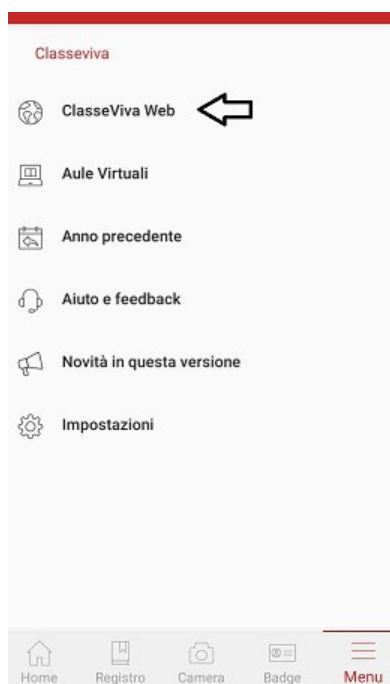 Classeviva
ClasseViva Web
Aule Virtuali
Anno precedente
Aiuto e feedback
Novità in questa versione
Impostazioni
Home Registro Camera Badge Menu